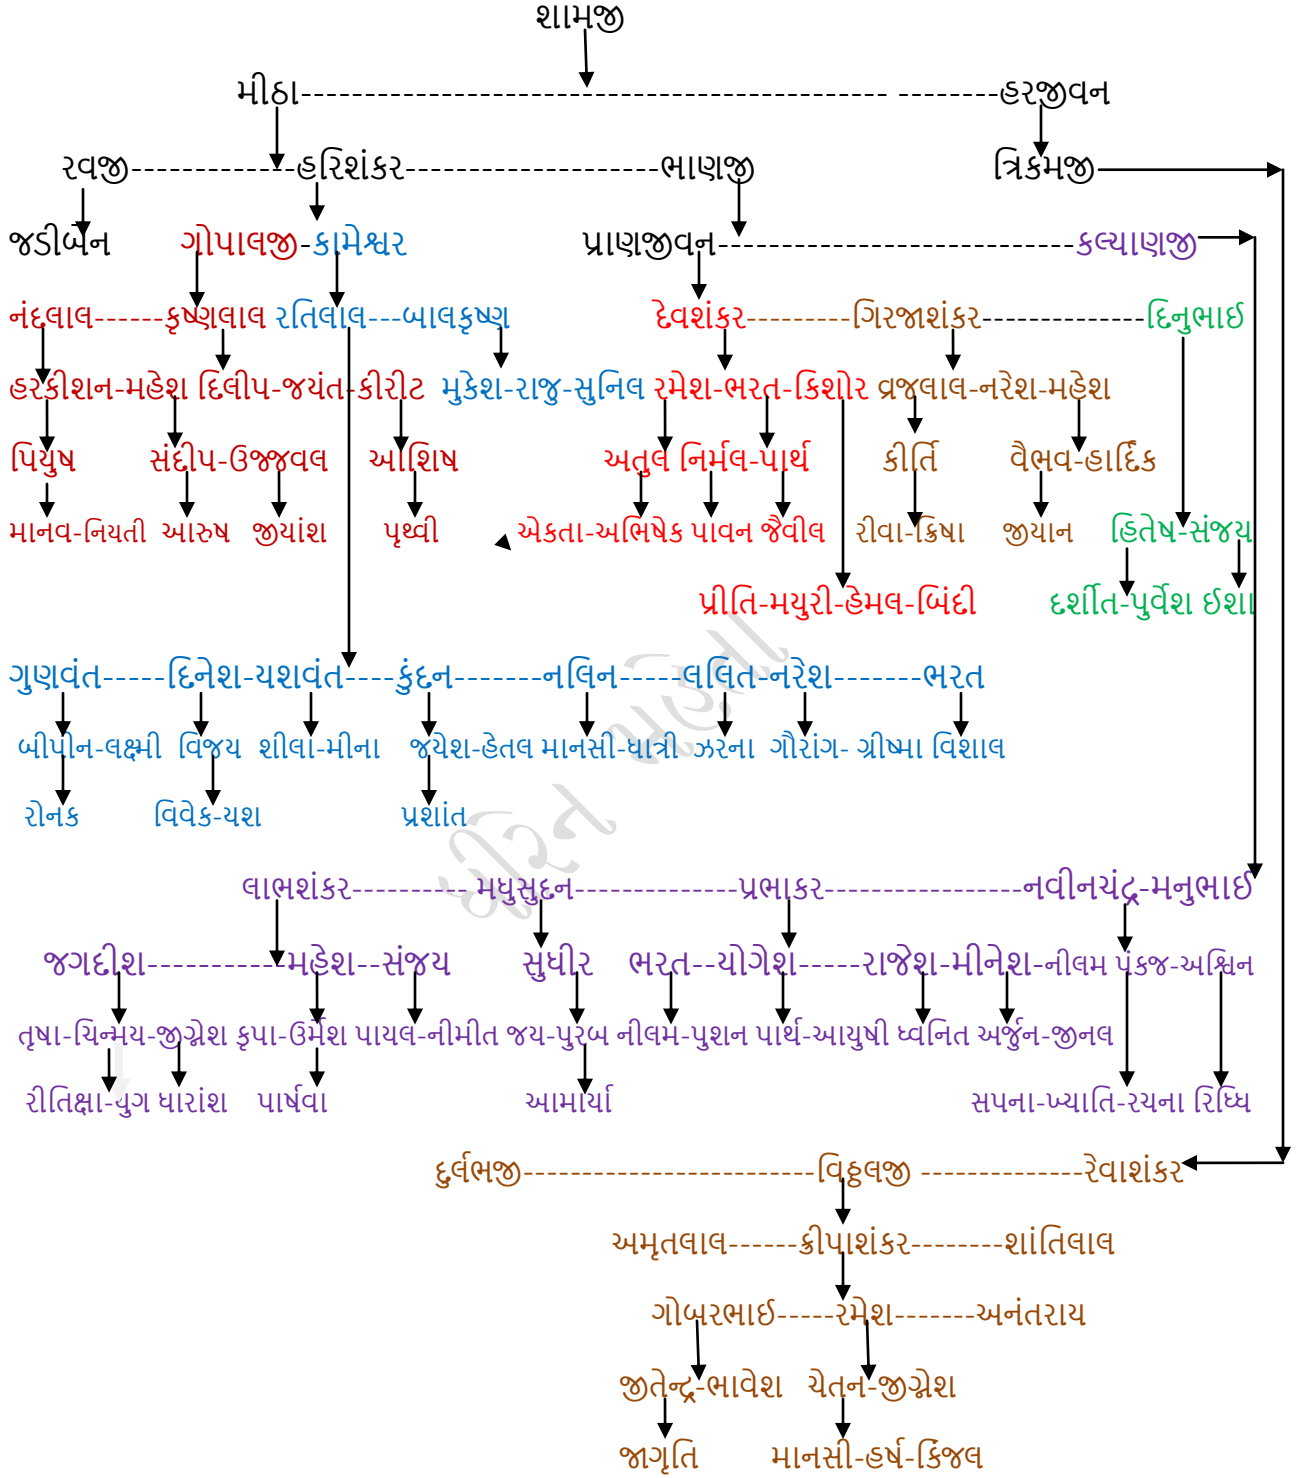 શામજી
મીઠા----------------------------------------------- --------હરજીવન
રવજી-------------હરિશંકર--------------------ભાણજી ત્રિકમજી
જડીબેન ગોપાલજી-કામેશ્વર પ્રાણજીવન----------------------------કલ્યાણજી
નંદલાલ------કૃષ્ણલાલ રતિલાલ---બાલકૃષ્ણ દેવશંકર---------ગિરજાશંકર-------------દિનુભાઈ
હરકીશન-મહેશ દિલીપ-જયંત-કીરીટ મુકેશ-રાજુ-સુનિલ રમેશ-ભરત-કિશોર વ્રજલાલ-નરેશ-મહેશ
પિયુષ સંદીપ-ઉજ્જવલ આશિષ અતુલ નિર્મલ-પાર્થ કીર્તિ વૈભવ-હાર્દિક
માનવ-નિયતી આરુષ જીયાંશ પૃથ્વી એકતા-અભિષેક પાવન જૈવીલ રીવા-ક્રિષા જીયાન હિતેષ-સંજય
પ્રીતિ-મયુરી-હેમલ-બિંદી દર્શીત-પુર્વેશ ઈશા
ગુણવંત-----દિનેશ-યશવંત----કુંદન-------નલિન-----લલિત-નરેશ-------ભરત
બીપીન-લક્ષ્મી વિજય શીલા-મીના જયેશ-હેતલ માનસી-ધાત્રી ઝરના ગૌરાંગ- ગ્રીષ્મા વિશાલ
રોનક વિવેક-યશ પ્રશાંત
લાભશંકર---------- મધુસુદન--------------પ્રભાકર-----------------નવીનચંદ્ર-મનુભાઈ
જગદીશ------------મહેશ--સંજય સુધીર ભરત--યોગેશ-----રાજેશ-મીનેશ-નીલમ પંકજ-અશ્વિન
તૃષા-ચિન્મય-જીગ્નેશ કૃપા-ઉર્મેશ પાયલ-નીમીત જય-પુરબ નીલમ-પુશન પાર્થ-આયુષી ધ્વનિત અર્જુન-જીનલ
રીતિક્ષા-યુગ ધારાંશ પાર્ષવા આમાર્યા સપના-ખ્યાતિ-રચના રિધ્ધિ
દુર્લભજી-------------------------વિઠ્ઠલજી --------------રેવાશંકર
અમૃતલાલ------ક્રીપાશંકર--------શાંતિલાલ
ગોબરભાઈ-----રમેશ-------અનંતરાય
જીતેન્દ્ર-ભાવેશ ચેતન-જીગ્નેશ
જાગૃતિ માનસી-હર્ષ-કિંજલ